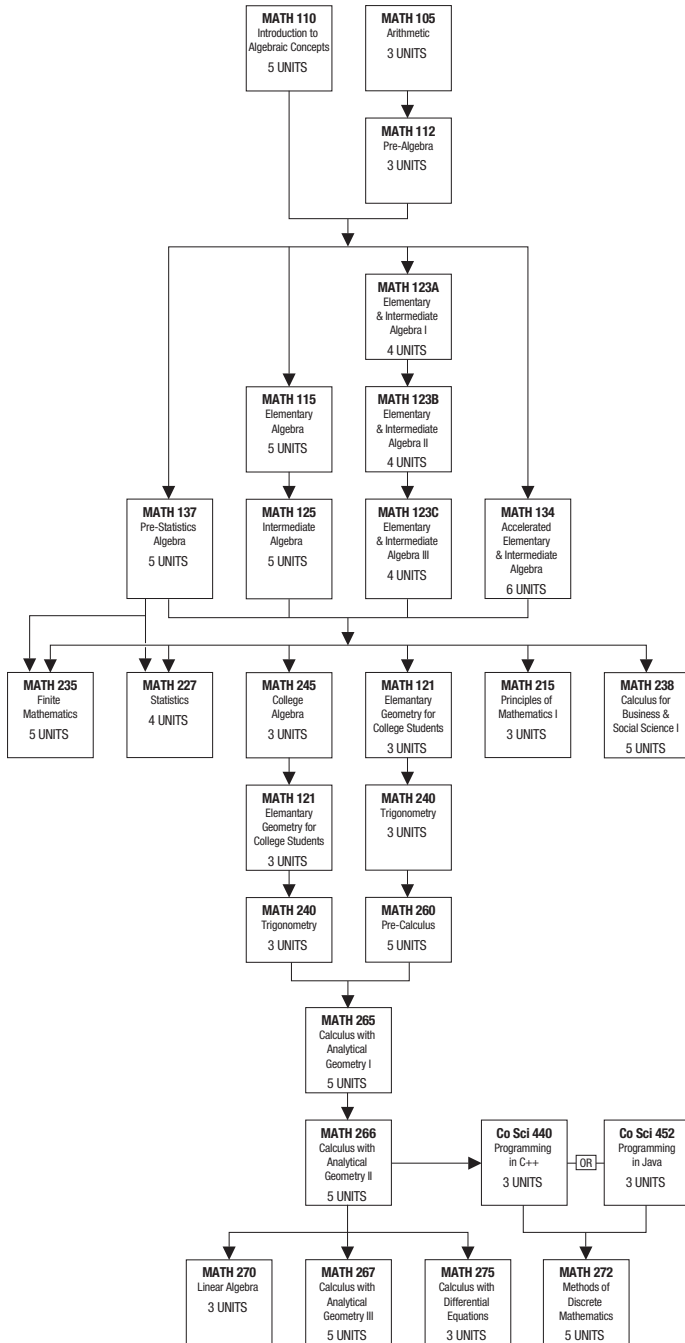 MATH 110
Introduction to
Algebraic Concepts
5 UNITS
MATH 105
Arithmetic
3 UNITS
MATH 112
Pre-Algebra
3 UNITS
MATH 123A
Elementary
& Intermediate
Algebra I
4 UNITS
MATH 115
Elementary
Algebra
5 UNITS
MATH 123B
Elementary
& Intermediate
Algebra II
4 UNITS
MATH 137
Pre-Statistics
Algebra
5 UNITS
MATH 125
Intermediate
Algebra
5 UNITS
MATH 123C
Elementary
& Intermediate
Algebra III
4 UNITS
MATH 134
Accelerated
Elementary
& Intermediate
Algebra
6 UNITS
MATH 235
Finite
Mathematics
5 UNITS
MATH 227
Statistics
4 UNITS
MATH 245
College
Algebra
3 UNITS
MATH 121
Elemantary
Geometry for
College Students
3 UNITS
MATH 215
Principles of
Mathematics I
3 UNITS
MATH 238
Calculus for
Business &
Social Science I
5 UNITS
MATH 121
Elemantary
Geometry for
College Students
3 UNITS
MATH 240
Trigonometry
3 UNITS
MATH 240
Trigonometry
3 UNITS
MATH 260
Pre-Calculus
5 UNITS
MATH 265
Calculus with
Analytical
Geometry I
5 UNITS
MATH 266
Calculus with
Analytical
Geometry II
5 UNITS
Co Sci 440
Programming
in C++
3 UNITS
OR
Co Sci 452
Programming
in Java
3 UNITS
MATH 270
Linear Algebra
3 UNITS
MATH 267
Calculus with
Analytical
Geometry III
5 UNITS
MATH 275
Calculus with
Differential
Equations
3 UNITS
MATH 272
Methods of
Discrete
Mathematics
5 UNITS